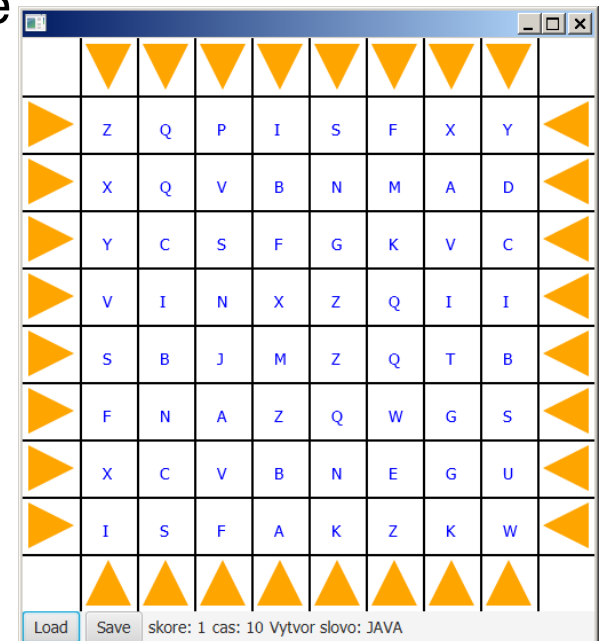 e
Z Q P I S F X Y
X Q V B N M A D
Y C S F G K V C
V I N X Z Q I I
S B J M Z Q T B
F N A Z Q W G S
X C V B N E G U
I S F A K Z K W
Load Save skore: 1 cas: 10 Vytvor slovo: JAVA